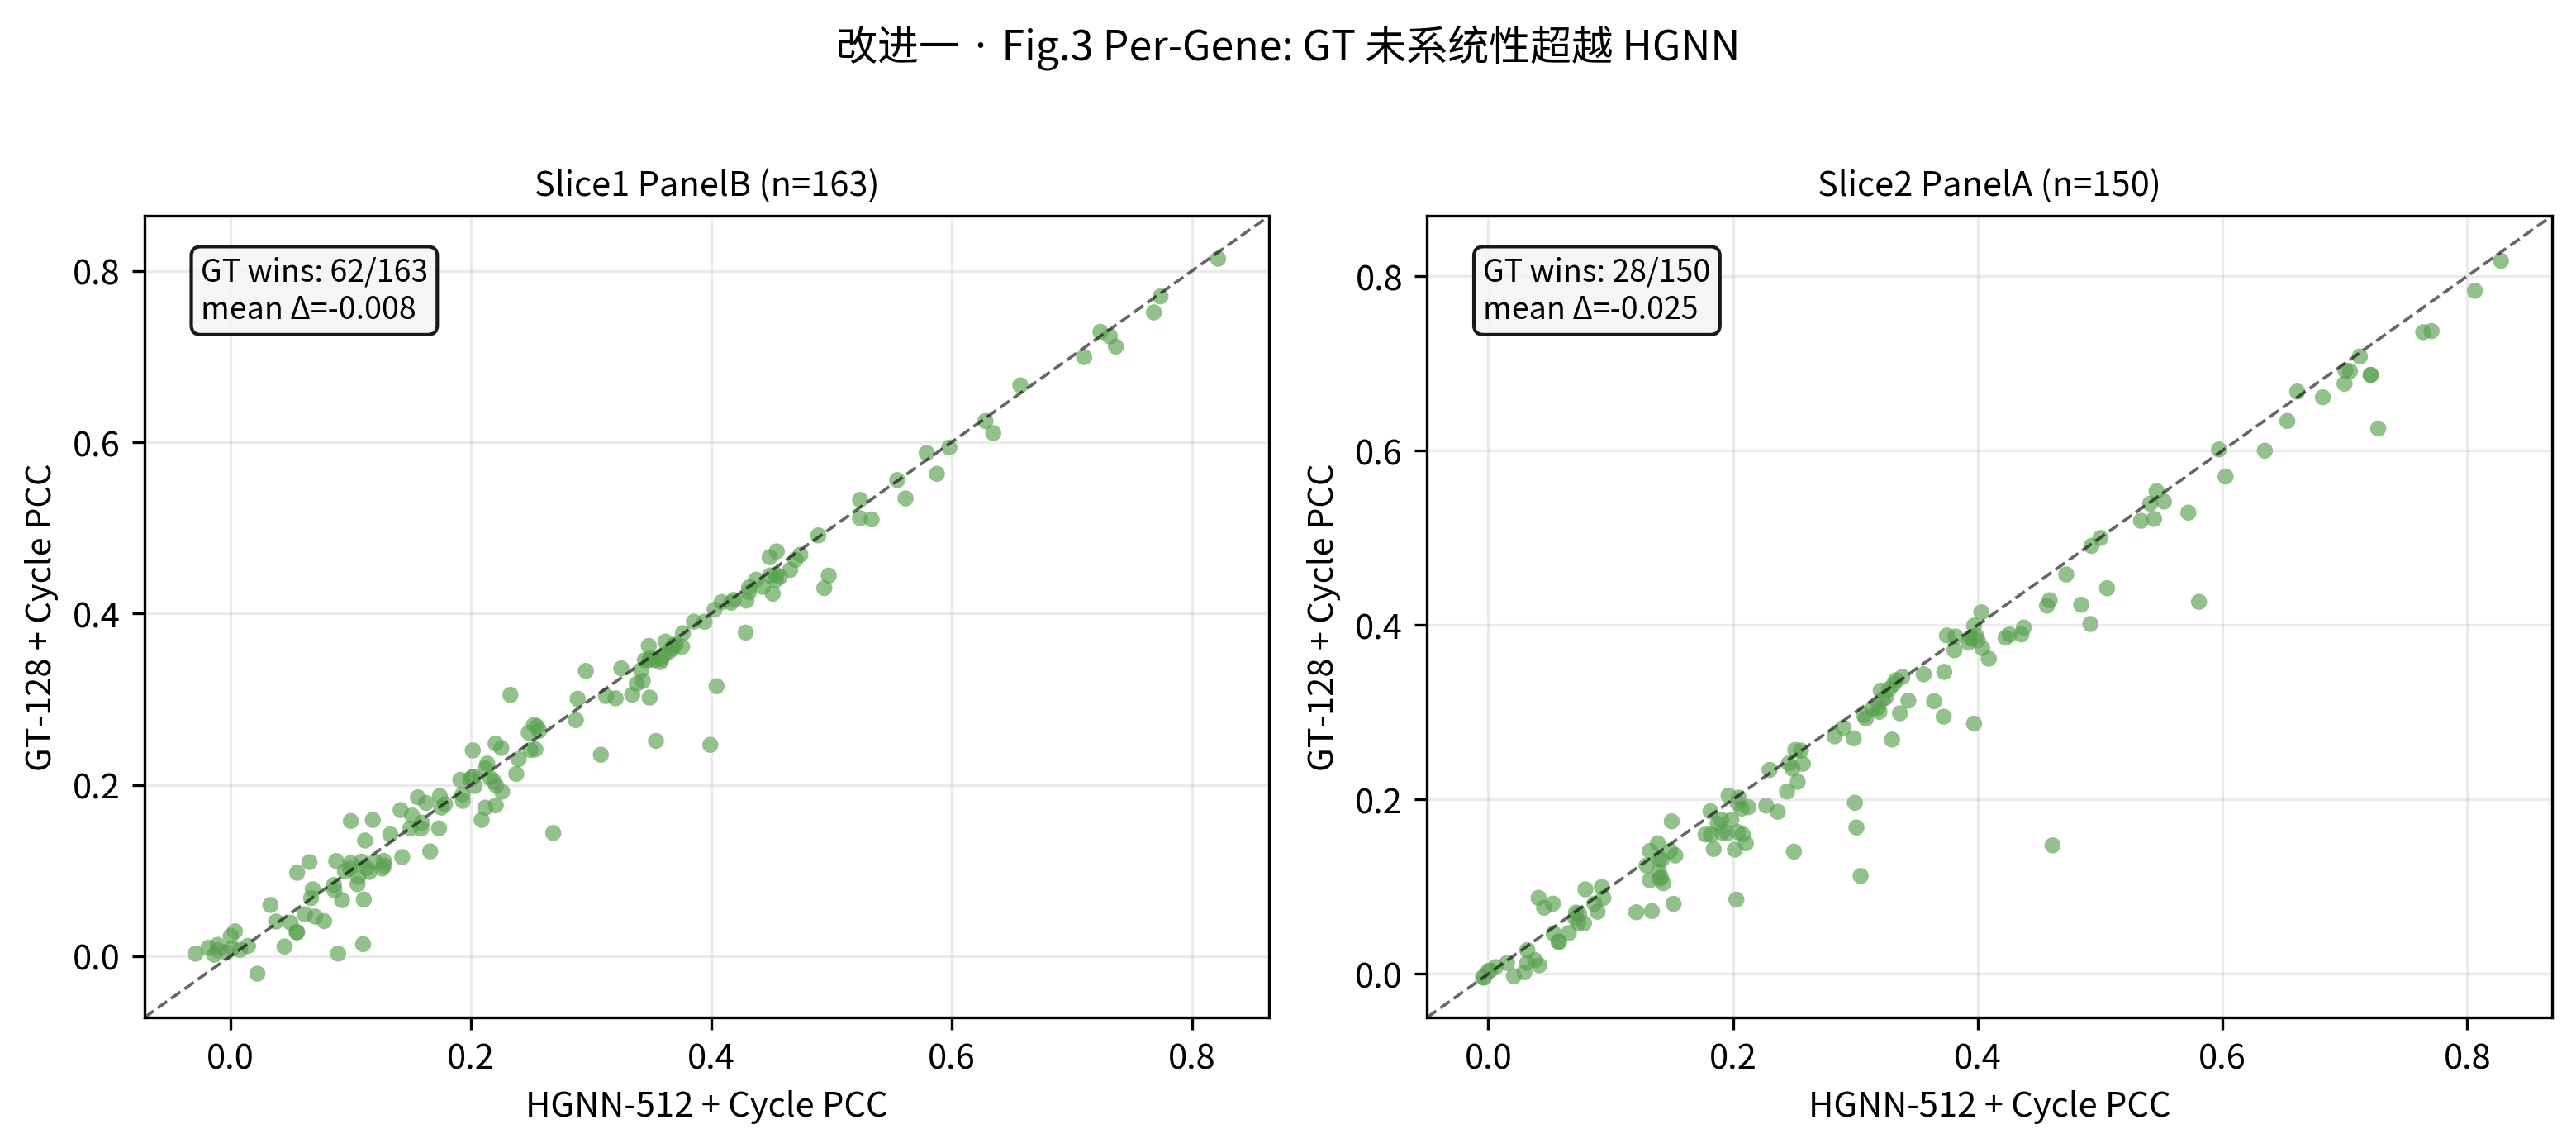 改进一 · Fig.3 Per-Gene: GT 未系统性超越 HGNN
Slice1 PanelB (n=163)
GT wins: 62/163
mean Δ=-0.008
GT-128 + Cycle PCC
0.8
0.6
0.4
0.2
0.0
0.0 0.2 0.4 0.6 0.8
HGNN-512 + Cycle PCC
Slice2 PanelA (n=150)
GT wins: 28/150
mean Δ=-0.025
GT-128 + Cycle PCC
0.8
0.6
0.4
0.2
0.0
0.0 0.2 0.4 0.6 0.8
HGNN-512 + Cycle PCC